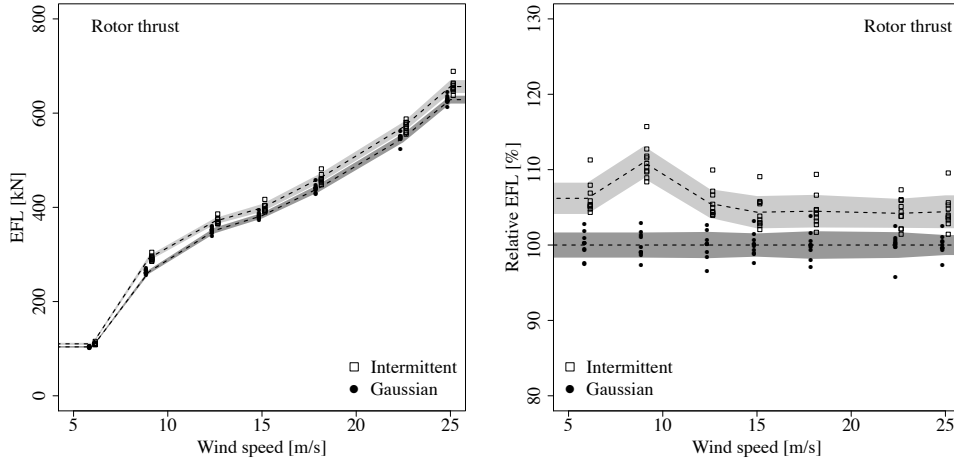 Rotor thrust
EFL [kN]
800
600
400
200
0
Intermittent
Gaussian
5 10 15 20 25
Wind speed [m/s]
Rotor thrust
Relative EFL [%]
130
120
110
100
90
80
Intermittent
Gaussian
5 10 15 20 25
Wind speed [m/s]